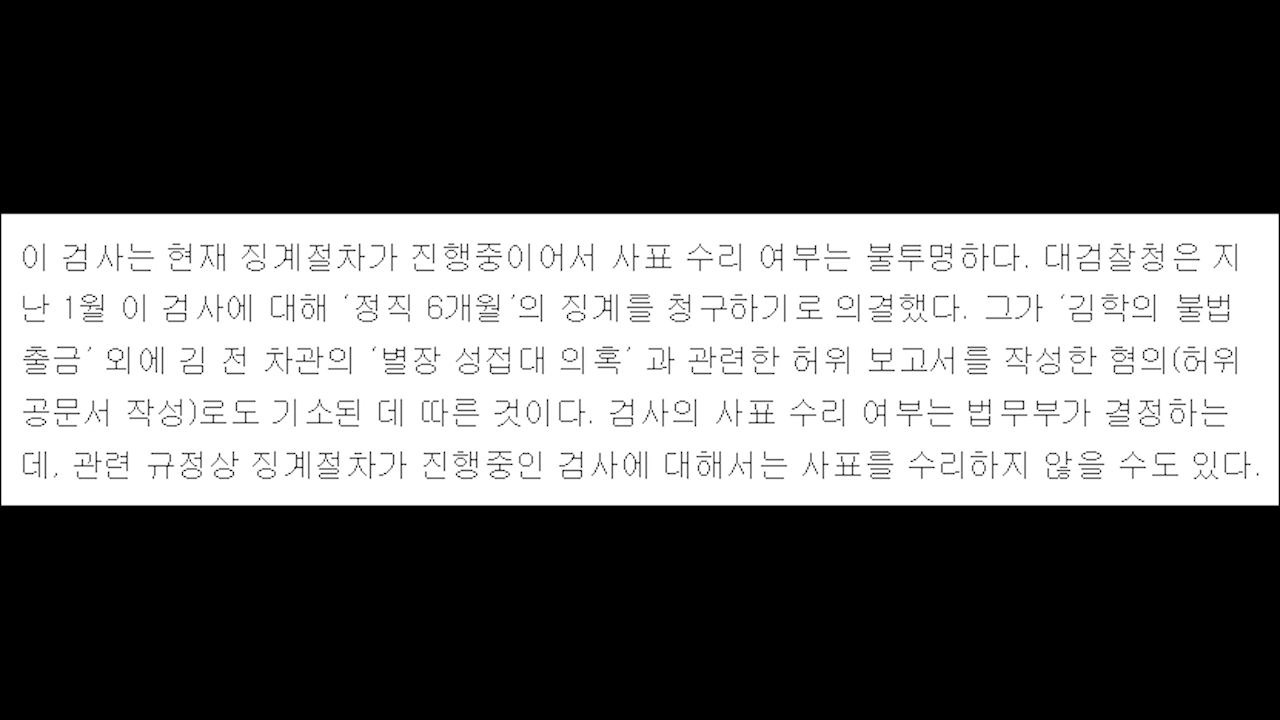 이 검사는 현재 징계절차가 진행중이어서 사표 수리 여부는 불투명하다. 대검찰청은 지
난 1월 이 검사에 대해 ‘정직 6개월’의 징계를 청구하기로 의결했다. 그가 ‘김학의 불법
출금’ 외에 김 전 차관의 ‘별장 성접대 의혹’ 과 관련한 허위 보고서를 작성한 혐의(허위
공문서 작성)로도 기소된 데 따른 것이다. 검사의 사표 수리 여부는 법무부가 결정하는
데, 관련 규정상 징계절차가 진행중인 검사에 대해서는 사표를 수리하지 않을 수도 있다.